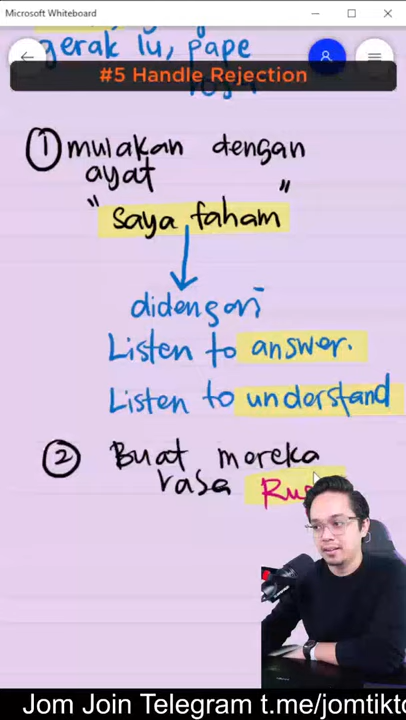 Microsoft Whiteboard
gerak lu, pape
#5 Handle Rejection
① mulakan dengan
ayat
"saya faham"
didengari
Listen to answer.
Listen to understand
② Buat mereka
rasa
Jom Join Telegram t.me/jomtikto